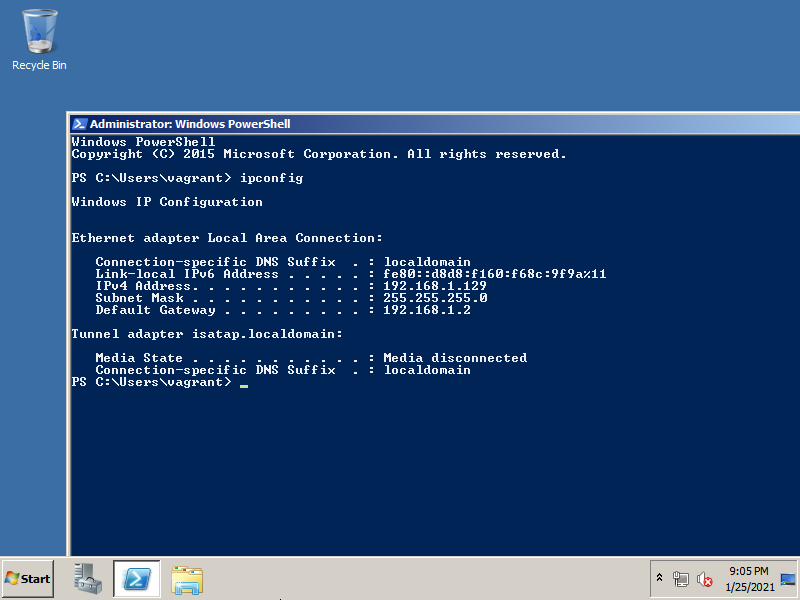 Recycle Bin
Administrator: Windows PowerShell
Windows PowerShell
Copyright (C) 2015 Microsoft Corporation. All rights reserved.
PS C:\Users\vagrant> ipconfig
Windows IP Configuration
Ethernet adapter Local Area Connection:
Connection-specific DNS Suffix  . : localdomain
Link-local IPv6 Address . . . . . : fe80::d8d8:f160:f68c:9f9a%11
IPv4 Address. . . . . . . . . . . : 192.168.1.129
Subnet Mask . . . . . . . . . . . : 255.255.255.0
Default Gateway . . . . . . . . . : 192.168.1.2
Tunnel adapter isatap.localdomain:
Media State . . . . . . . . . . . : Media disconnected
Connection-specific DNS Suffix  . : localdomain
PS C:\Users\vagrant> _
Start
9:05 PM
1/25/2021